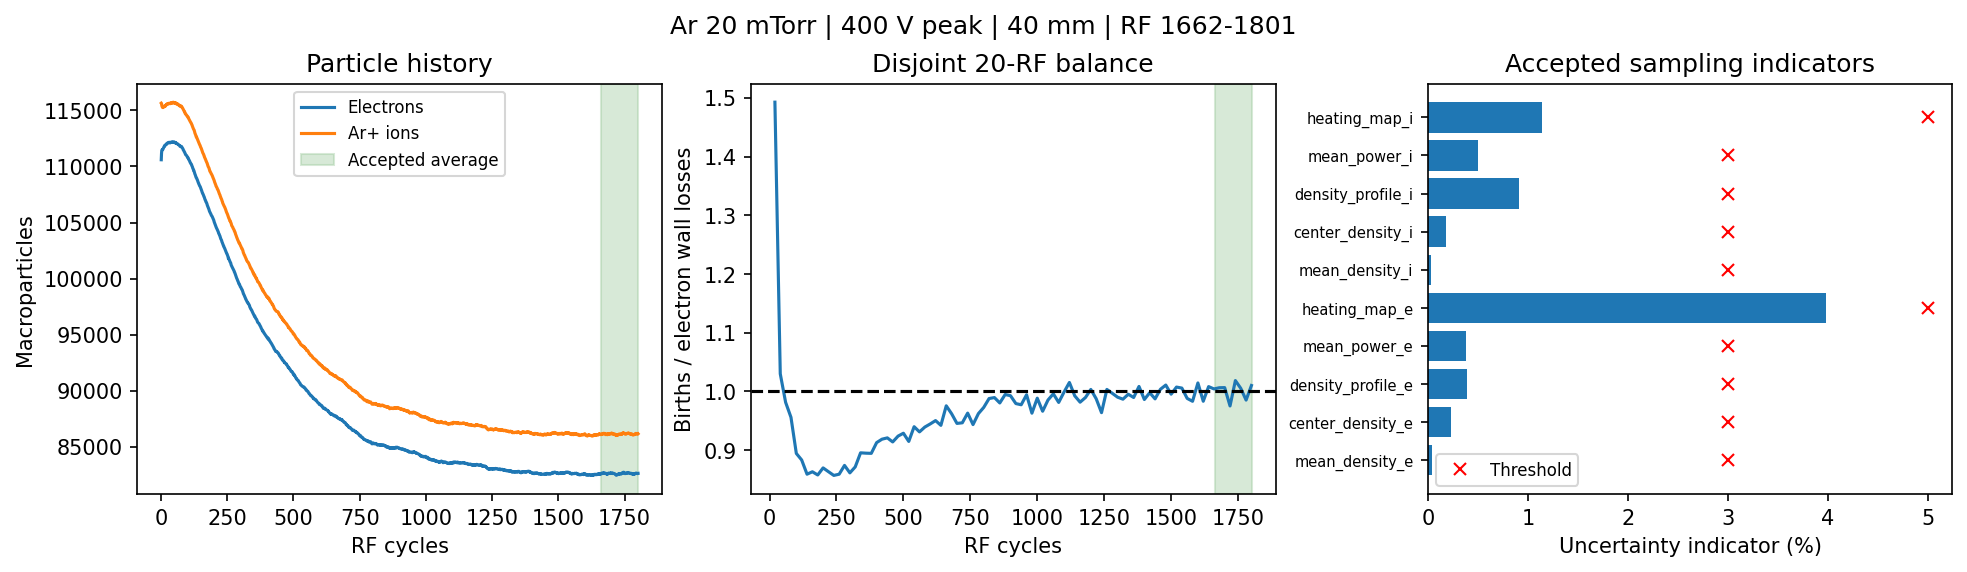 Ar 20 mTorr | 400 V peak | 40 mm | RF 1662-1801
Particle history
Macroparticles
115000
110000
105000
100000
95000
90000
85000
Electrons
Ar+ ions
Accepted average
0 250 500 750 1000 1250 1500 1750
RF cycles
Disjoint 20-RF balance
Births / electron wall losses
1.5
1.4
1.3
1.2
1.1
1.0
0.9
0 250 500 750 1000 1250 1500 1750
RF cycles
Accepted sampling indicators
heating_map_i
mean_power_i
density_profile_i
center_density_i
mean_density_i
heating_map_e
mean_power_e
density_profile_e
center_density_e
mean_density_e
Threshold
0 1 2 3 4 5
Uncertainty indicator (%)